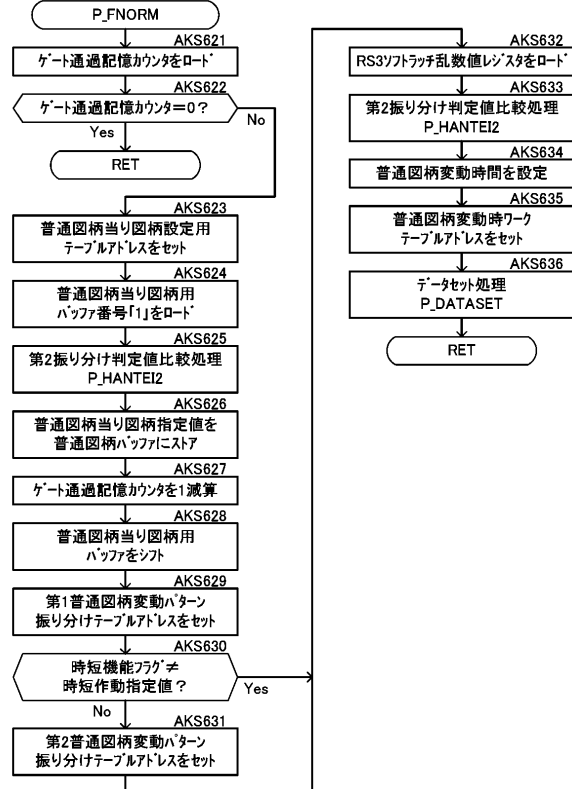 P_FNORM
AKS621
ゲート通過記憶カウンタをロード
AKS622
ゲート通過記憶カウンタ=0?
Yes
No
RET
AKS623
普通図柄当り図柄設定用
テーブルアドレスをセット
AKS624
普通図柄当り図柄用
バッファ番号「1」をロード
AKS625
第2振り分け判定値比較処理
P_HANTEI2
AKS626
普通図柄当り図柄指定値を
普通図柄バッファにストア
AKS627
ゲート通過記憶カウンタを1減算
AKS628
普通図柄当り図柄用
バッファをシフト
AKS629
第1普通図柄変動パターン
振り分けテーブルアドレスをセット
AKS630
時短機能フラグ≠
時短作動指定値?
Yes
No
AKS631
第2普通図柄変動パターン
振り分けテーブルアドレスをセット
AKS632
RS3ソフトラッチ乱数値レジスタをロード
AKS633
第2振り分け判定値比較処理
P_HANTEI2
AKS634
普通図柄変動時間を設定
AKS635
普通図柄変動時ワーク
テーブルアドレスをセット
AKS636
データセット処理
P_DATASET
RET